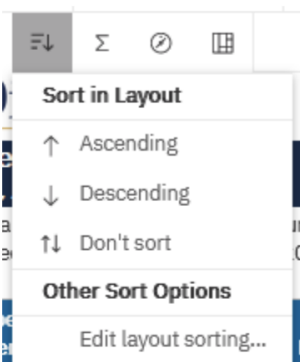 Sort in Layout
Ascending
Descending
Don't sort
Other Sort Options
Edit layout sorting...